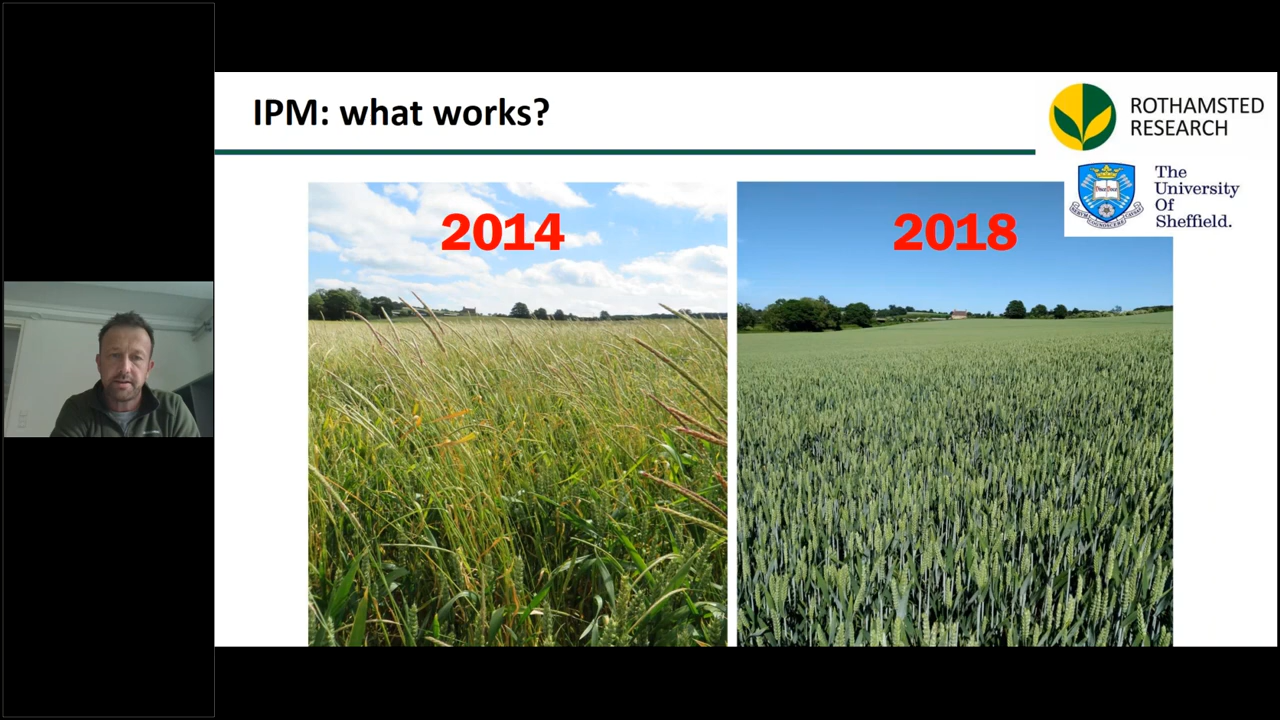 IPM: what works?
ROTHAMSTED
RESEARCH
The
University
Of
Sheffield.
2014
2018